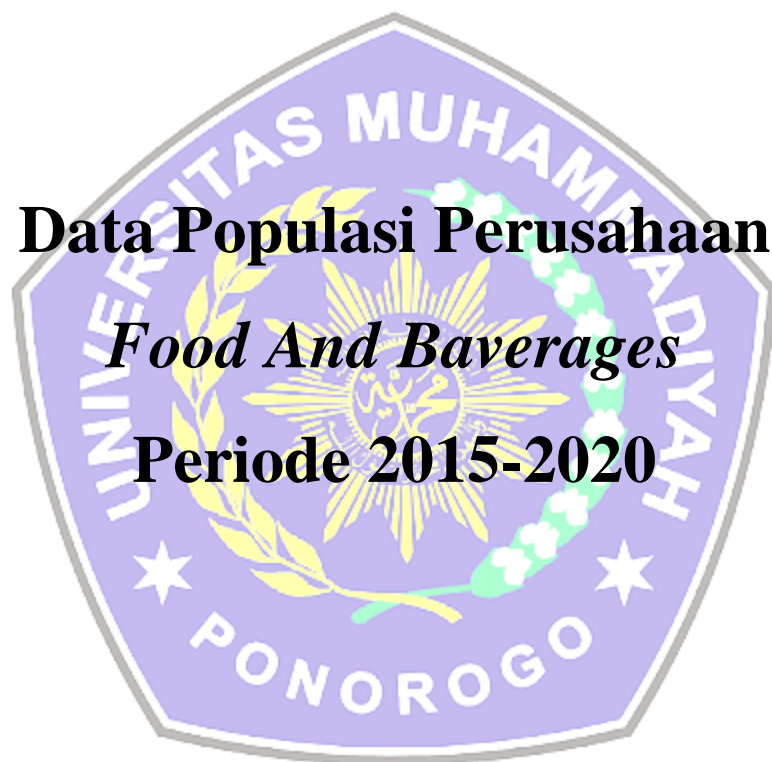 UNIVERSITAS MUHAMMADIYAH
Data Populasi Perusahaan
Food And Baverages
Periode 2015-2020
PONOROGO